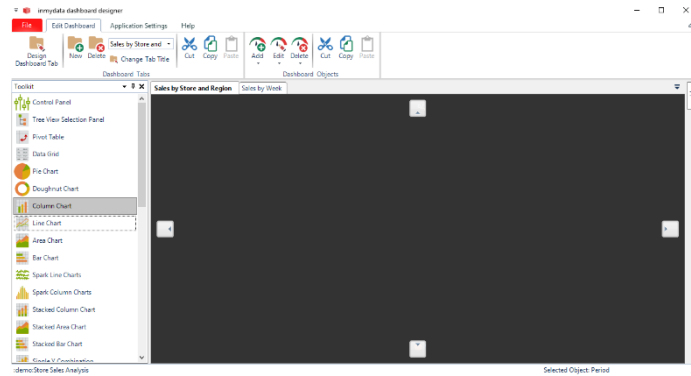 inmydata dashboard designer
File Edit Dashboard Application Settings Help
Design Dashboard Tab
New Delete
Sales by Store and
Change Tab Title
Cut Copy Paste
Add Edit Delete
Cut Copy Paste
Dashboard Tabs
Dashboard Objects
Toolkit
Sales by Store and Region Sales by Week
Control Panel
Tree View Selection Panel
Pivot Table
Data Grid
Pie Chart
Doughnut Chart
Column Chart
Line Chart
Area Chart
Bar Chart
Spark Line Charts
Spark Column Charts
Stacked Column Chart
Stacked Area Chart
Stacked Bar Chart
Single Y Combination
:demo:Store Sales Analysis
Selected Object: Period